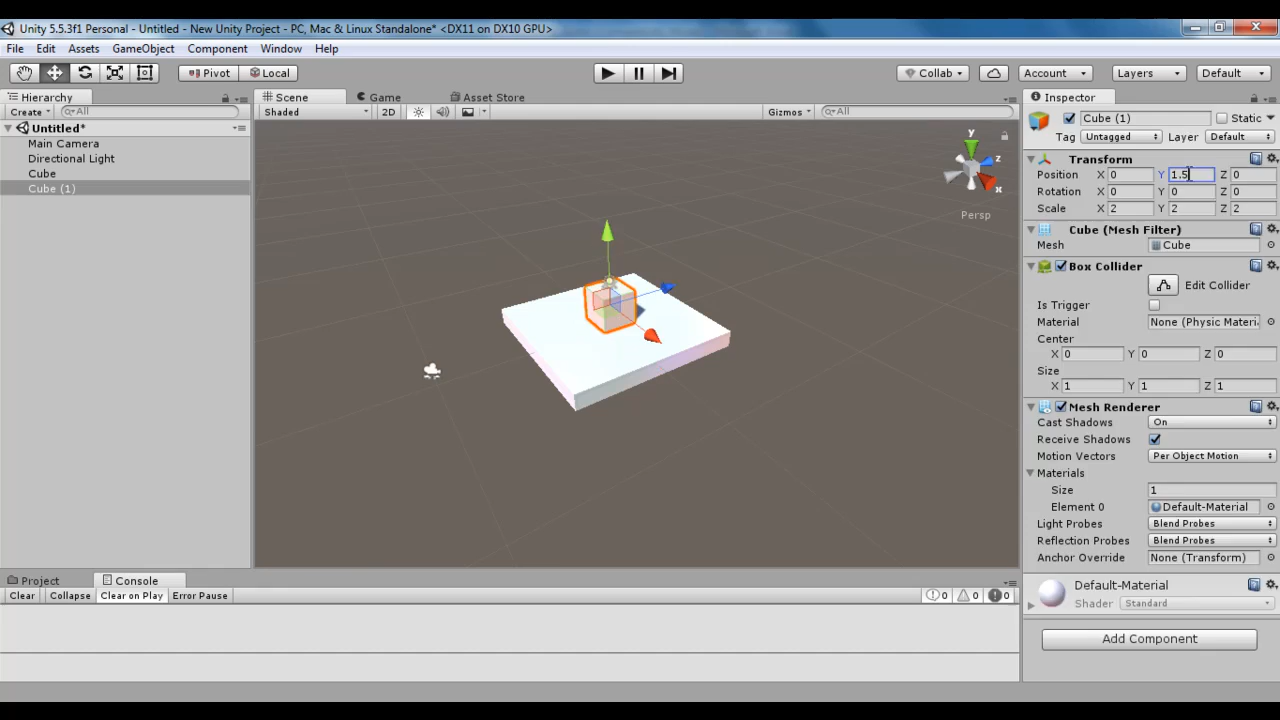 Unity 5.5.3f1 Personal - Untitled - New Unity Project - PC, Mac & Linux Standalone* <DX11 on DX10 GPU>
File Edit Assets GameObject Component Window Help
Pivot Local Collab Account Layers Default
Hierarchy
Create All
Untitled*
Main Camera
Directional Light
Cube
Cube (1)
Scene Game Asset Store
Shaded 2D Gizmos All
y
z
x
Persp
Inspector
Cube (1) Static
Tag Untagged Layer Default
Transform
Position X 0 Y 1.5 Z 0
Rotation X 0 Y 0 Z 0
Scale X 2 Y 2 Z 2
Cube (Mesh Filter)
Mesh Cube
Box Collider
Edit Collider
Is Trigger
Material None (Physic Materi
Center
X 0 Y 0 Z 0
Size
X 1 Y 1 Z 1
Mesh Renderer
Cast Shadows On
Receive Shadows
Motion Vectors Per Object Motion
Materials
Size 1
Element 0 Default-Material
Light Probes Blend Probes
Reflection Probes Blend Probes
Anchor Override None (Transform)
Default-Material
Shader Standard
Add Component
Project Console
Clear Collapse Clear on Play Error Pause 0 0 0